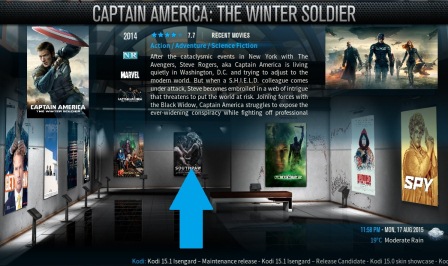 CAPTAIN AMERICA: THE WINTER SOLDIER
2014
7.7 RECENT MOVIES
Action / Adventure / Science Fiction
NR
MARVEL
After the cataclysmic events in New York with The
Avengers, Steve Rogers, aka Captain America is living
quietly in Washington, D.C. and trying to adjust to the
modern world. But when a S.H.I.E.L.D. colleague comes
under attack, Steve becomes embroiled in a web of intrigue
that threatens to put the world at risk. Joining forces with
the Black Widow, Captain America struggles to expose the
ever-widening conspiracy while fighting off professional
CAPTAIN AMERICA
THE WINTER SOLDIER
SOUTHPAW
SPY
11:58 PM - MON, 17 AUG 2015
19°C Moderate Rain
Kodi: Kodi 15.1 Isengard – Maintenance release - Kodi 15.1 Isengard – Release Candidate - Kodi 15.0 skin showcase - Ko